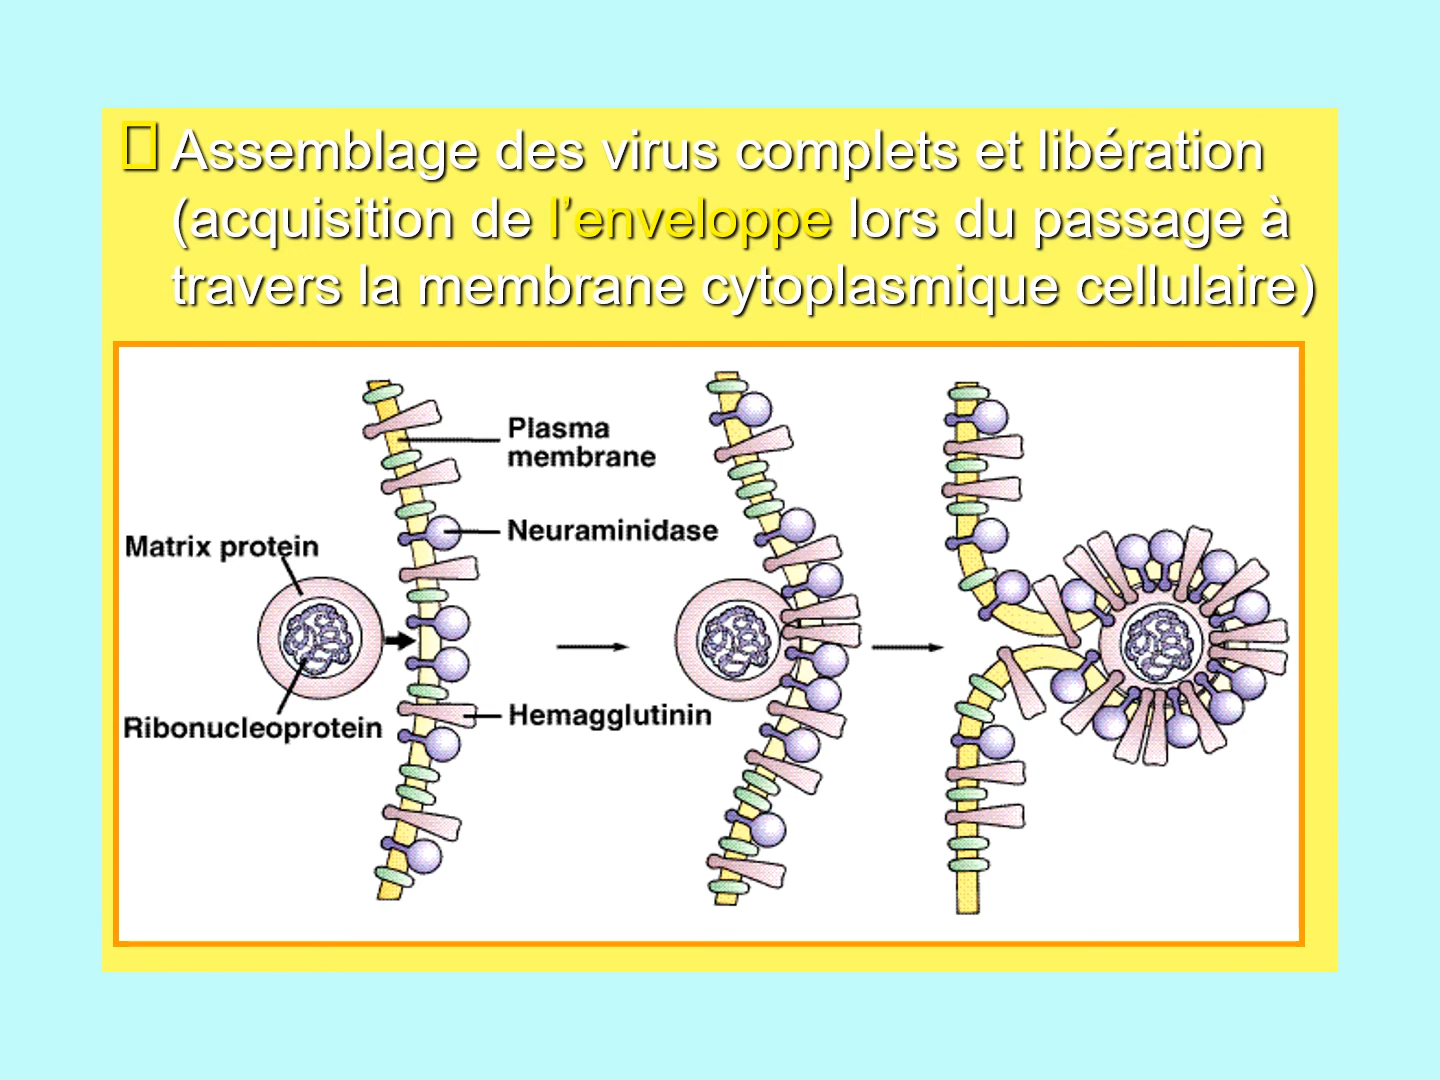 Assemblage des virus complets et libération
(acquisition de l’enveloppe lors du passage à
travers la membrane cytoplasmique cellulaire)
Plasma
membrane
Neuraminidase
Matrix protein
Ribonucleoprotein
Hemagglutinin